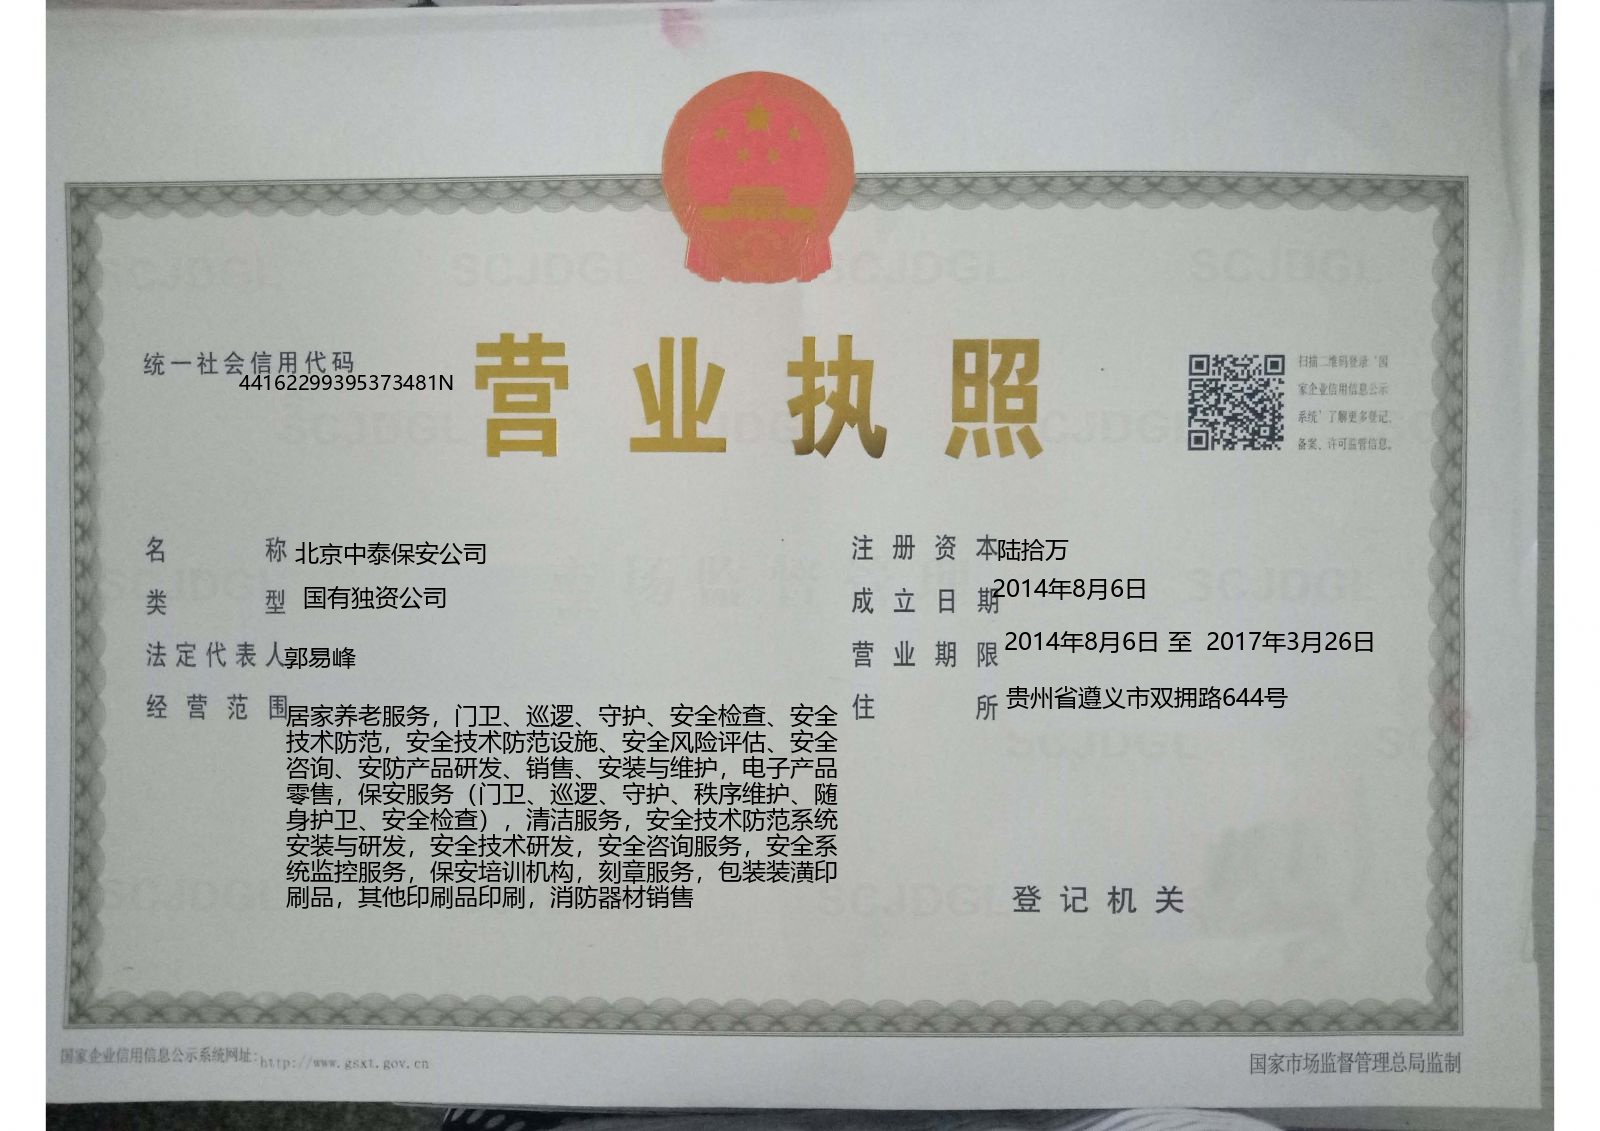 统一社会信用代码
44162299395373481N
营业执照
扫描二维码登录‘国
家企业信用信息公示
系统’了解更多登记、
备案、许可监管信息。
名称 北京中泰保安公司
类型 国有独资公司
法定代表人 郭易峰
经营范围 居家养老服务，门卫、巡逻、守护、安全检查、安全
技术防范，安全技术防范设施、安全风险评估、安全
咨询、安防产品研发、销售、安装与维护，电子产品
零售，保安服务（门卫、巡逻、守护、秩序维护、随
身护卫、安全检查），清洁服务，安全技术防范系统
安装与研发，安全技术研发，安全咨询服务，安全系
统监控服务，保安培训机构，刻章服务，包装装潢印
刷品，其他印刷品印刷，消防器材销售
注册资本 陆拾万
成立日期 2014年8月6日
营业期限 2014年8月6日 至 2017年3月26日
住所 贵州省遵义市双拥路644号
登记机关
国家企业信用信息公示系统网址：http://www.gsxt.gov.cn
国家市场监督管理总局监制